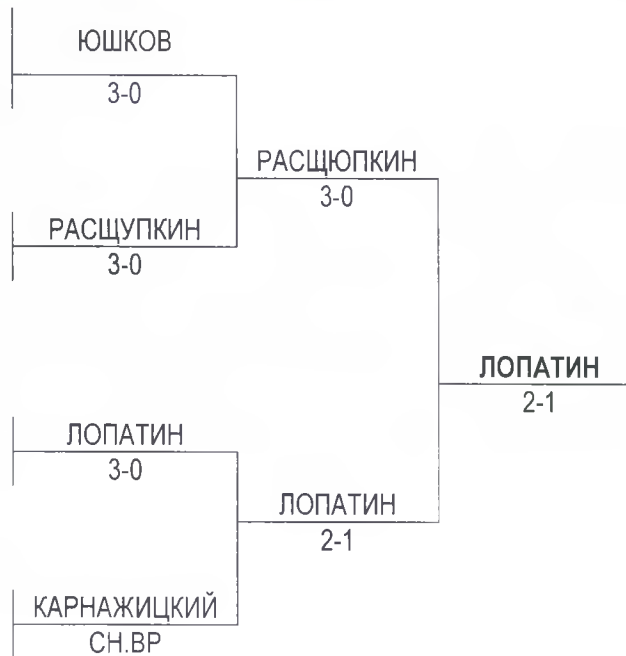 ЮШКОВ
3-0
РАСЩЮПКИН
3-0
РАСЩУПКИН
3-0
ЛОПАТИН
2-1
ЛОПАТИН
3-0
ЛОПАТИН
2-1
КАРНАЖИЦКИЙ
СН.ВР